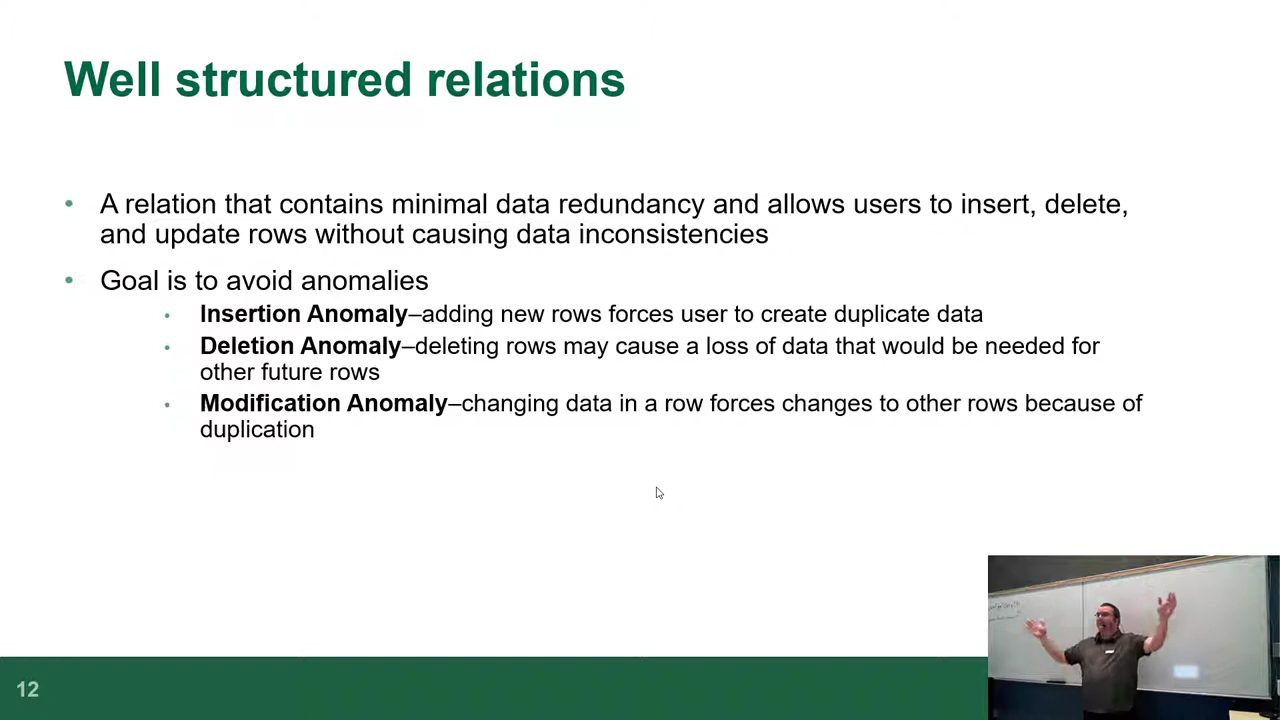 Well structured relations
• A relation that contains minimal data redundancy and allows users to insert, delete,
and update rows without causing data inconsistencies
• Goal is to avoid anomalies
• Insertion Anomaly–adding new rows forces user to create duplicate data
• Deletion Anomaly–deleting rows may cause a loss of data that would be needed for
other future rows
• Modification Anomaly–changing data in a row forces changes to other rows because of
duplication
12